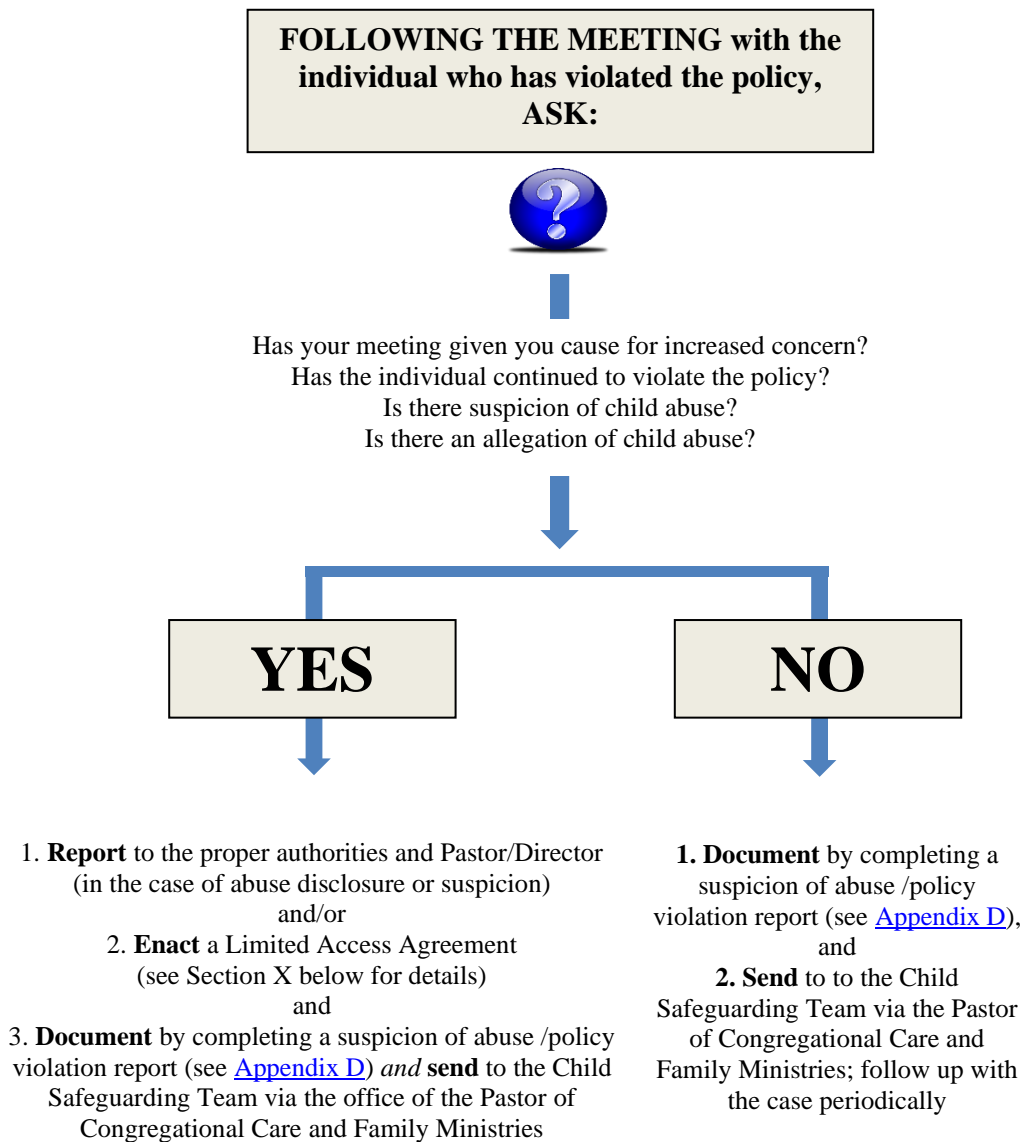 FOLLOWING THE MEETING with the
individual who has violated the policy,
ASK:
?
Has your meeting given you cause for increased concern?
Has the individual continued to violate the policy?
Is there suspicion of child abuse?
Is there an allegation of child abuse?
YES
1. Report to the proper authorities and Pastor/Director
(in the case of abuse disclosure or suspicion)
and/or
2. Enact a Limited Access Agreement
(see Section X below for details)
and
3. Document by completing a suspicion of abuse /policy
violation report (see Appendix D) and send to the Child
Safeguarding Team via the office of the Pastor of
Congregational Care and Family Ministries
NO
1. Document by completing a
suspicion of abuse /policy
violation report (see Appendix D),
and
2. Send to to the Child
Safeguarding Team via the Pastor
of Congregational Care and
Family Ministries; follow up with
the case periodically